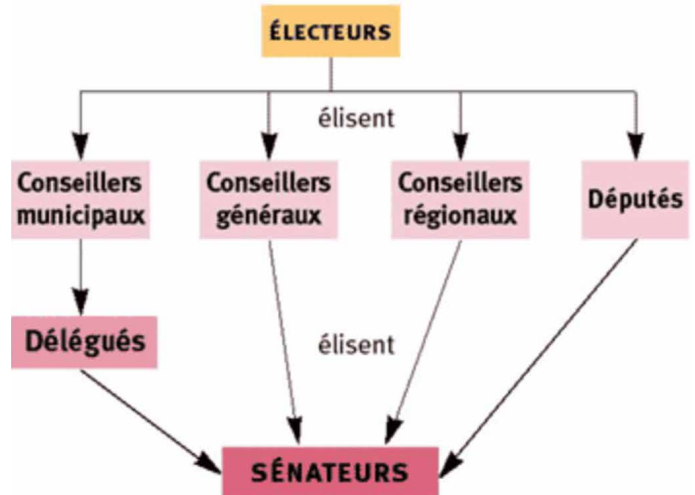 ÉLECTEURS
élisent
Conseillers
municipaux
Conseillers
généraux
Conseillers
régionaux
Députés
Délégués
élisent
SÉNATEURS